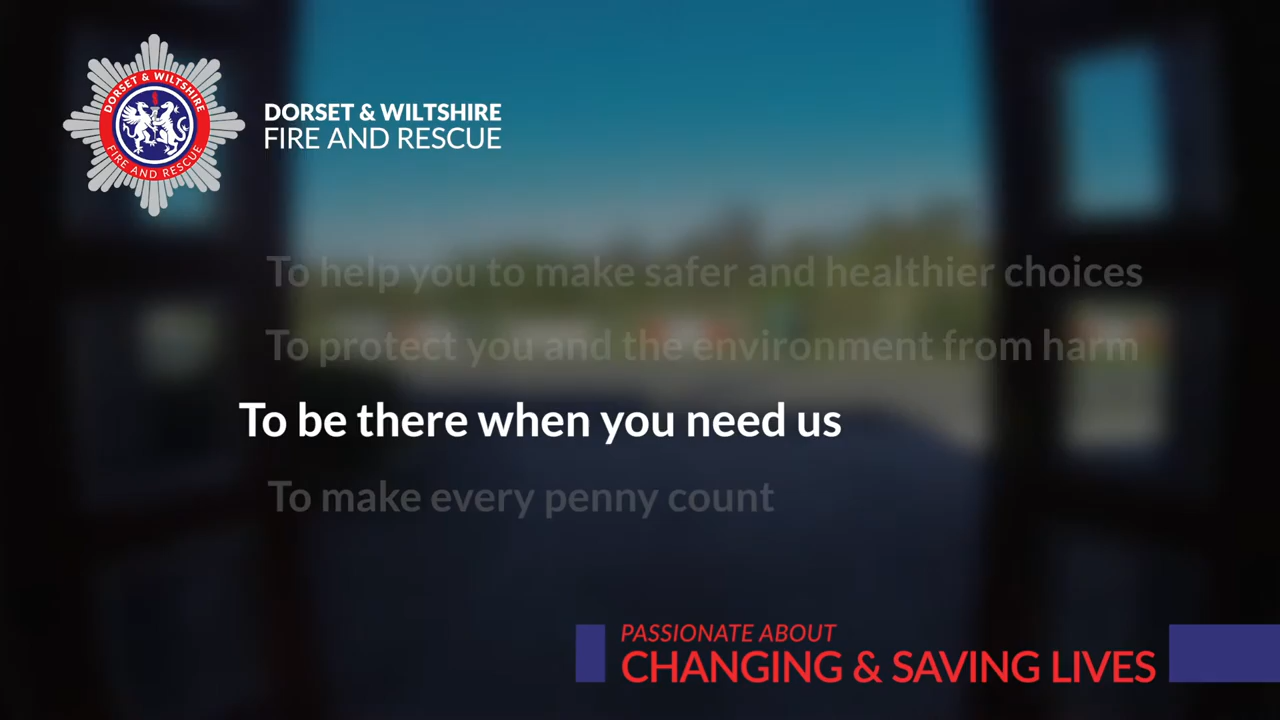 DORSET & WILTSHIRE
FIRE AND RESCUE
DORSET & WILTSHIRE
FIRE AND RESCUE
To help you to make safer and healthier choices
To protect you and the environment from harm
To be there when you need us
To make every penny count
PASSIONATE ABOUT
CHANGING & SAVING LIVES